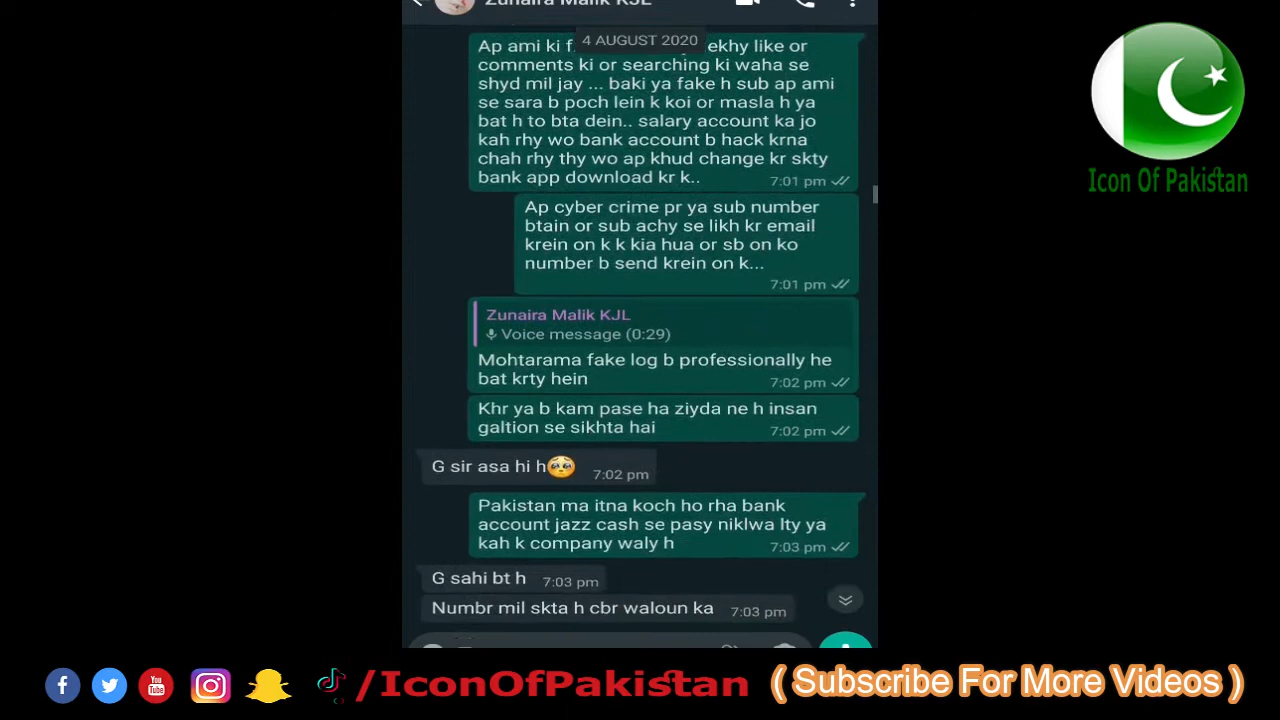 Zunaira Malik KJL
4 AUGUST 2020
Ap ami ki f ekhy like or
comments ki or searching ki waha se
shyd mil jay ... baki ya fake h sub ap ami
se sara b poch lein k koi or masla h ya
bat h to bta dein.. salary account ka jo
kah rhy wo bank account b hack krna
chah rhy thy wo ap khud change kr skty
bank app download kr k..
7:01 pm
Ap cyber crime pr ya sub number
btain or sub achy se likh kr email
krein on k k kia hua or sb on ko
number b send krein on k...
7:01 pm
Zunaira Malik KJL
Voice message (0:29)
Mohtarama fake log b professionally he
bat krty hein
7:02 pm
Khr ya b kam pase ha ziyda ne h insan
galtion se sikhta hai
7:02 pm
G sir asa hi h🥺
7:02 pm
Pakistan ma itna koch ho rha bank
account jazz cash se pasy niklwa lty ya
kah k company waly h
7:03 pm
G sahi bt h
7:03 pm
Numbr mil skta h cbr waloun ka
7:03 pm
Icon Of Pakistan
You
Tube
/IconOfPakistan
( Subscribe For More Videos )